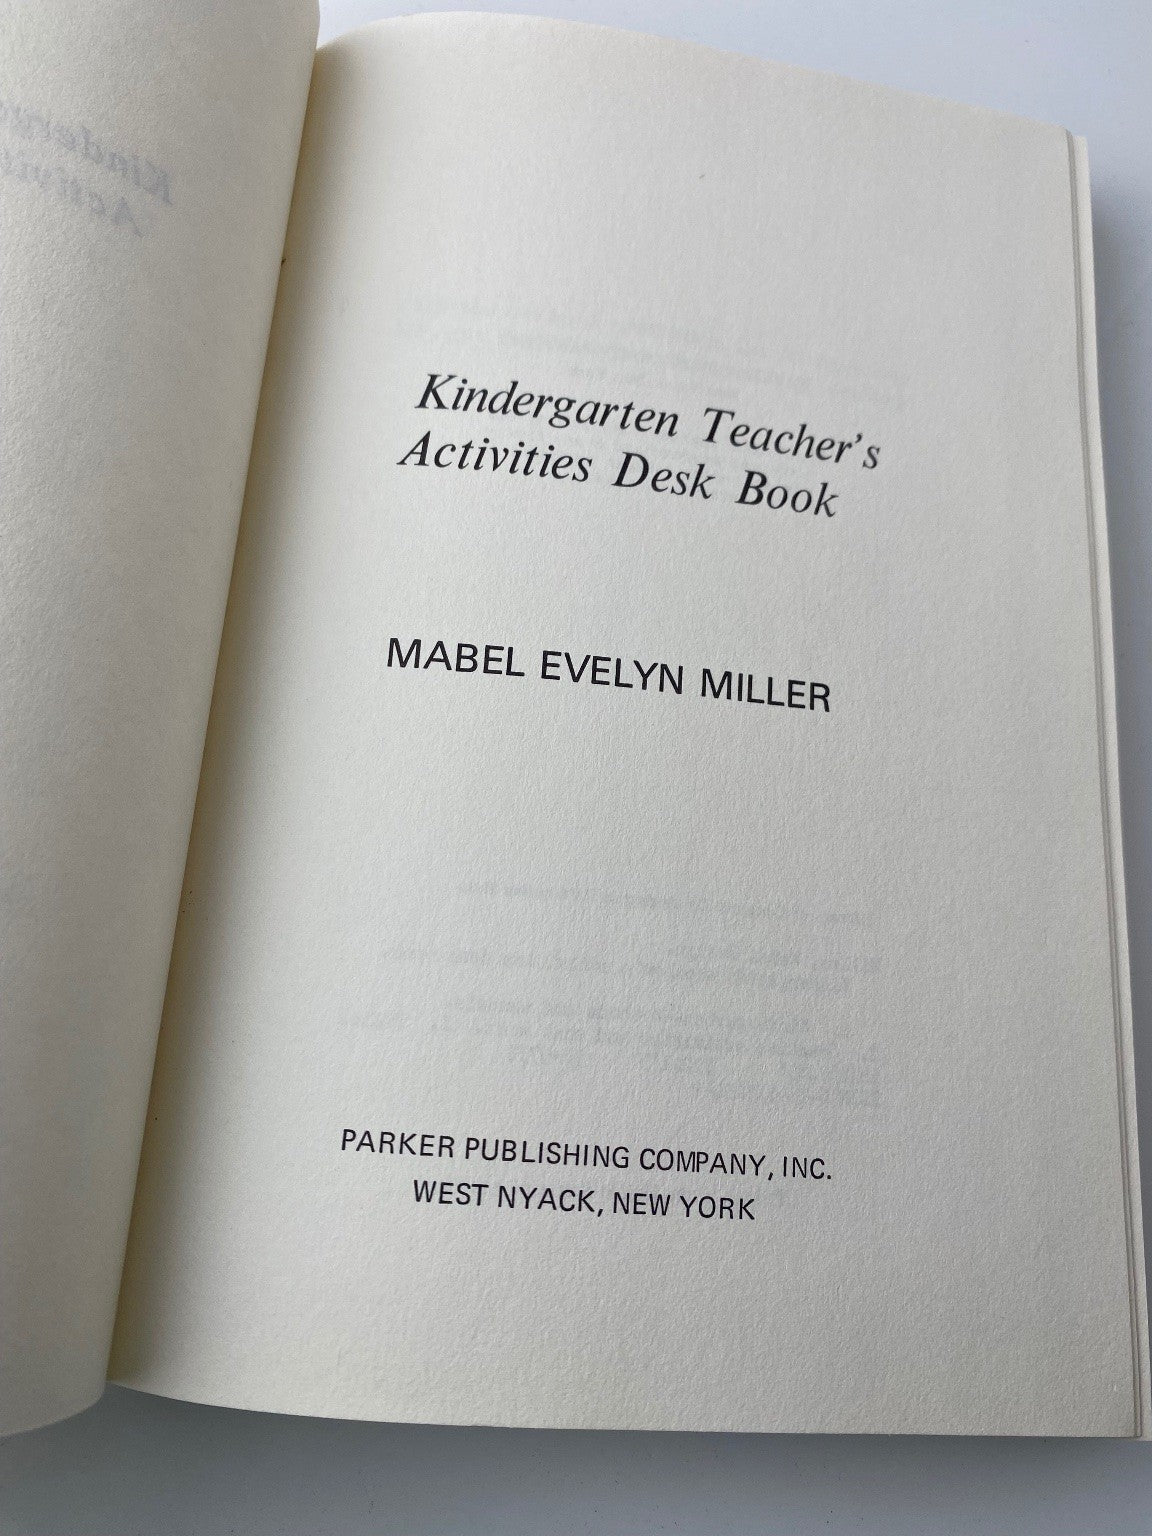 Kindergarten Teacher's
Activities Desk Book
MABEL EVELYN MILLER
PARKER PUBLISHING COMPANY, INC.
WEST NYACK, NEW YORK